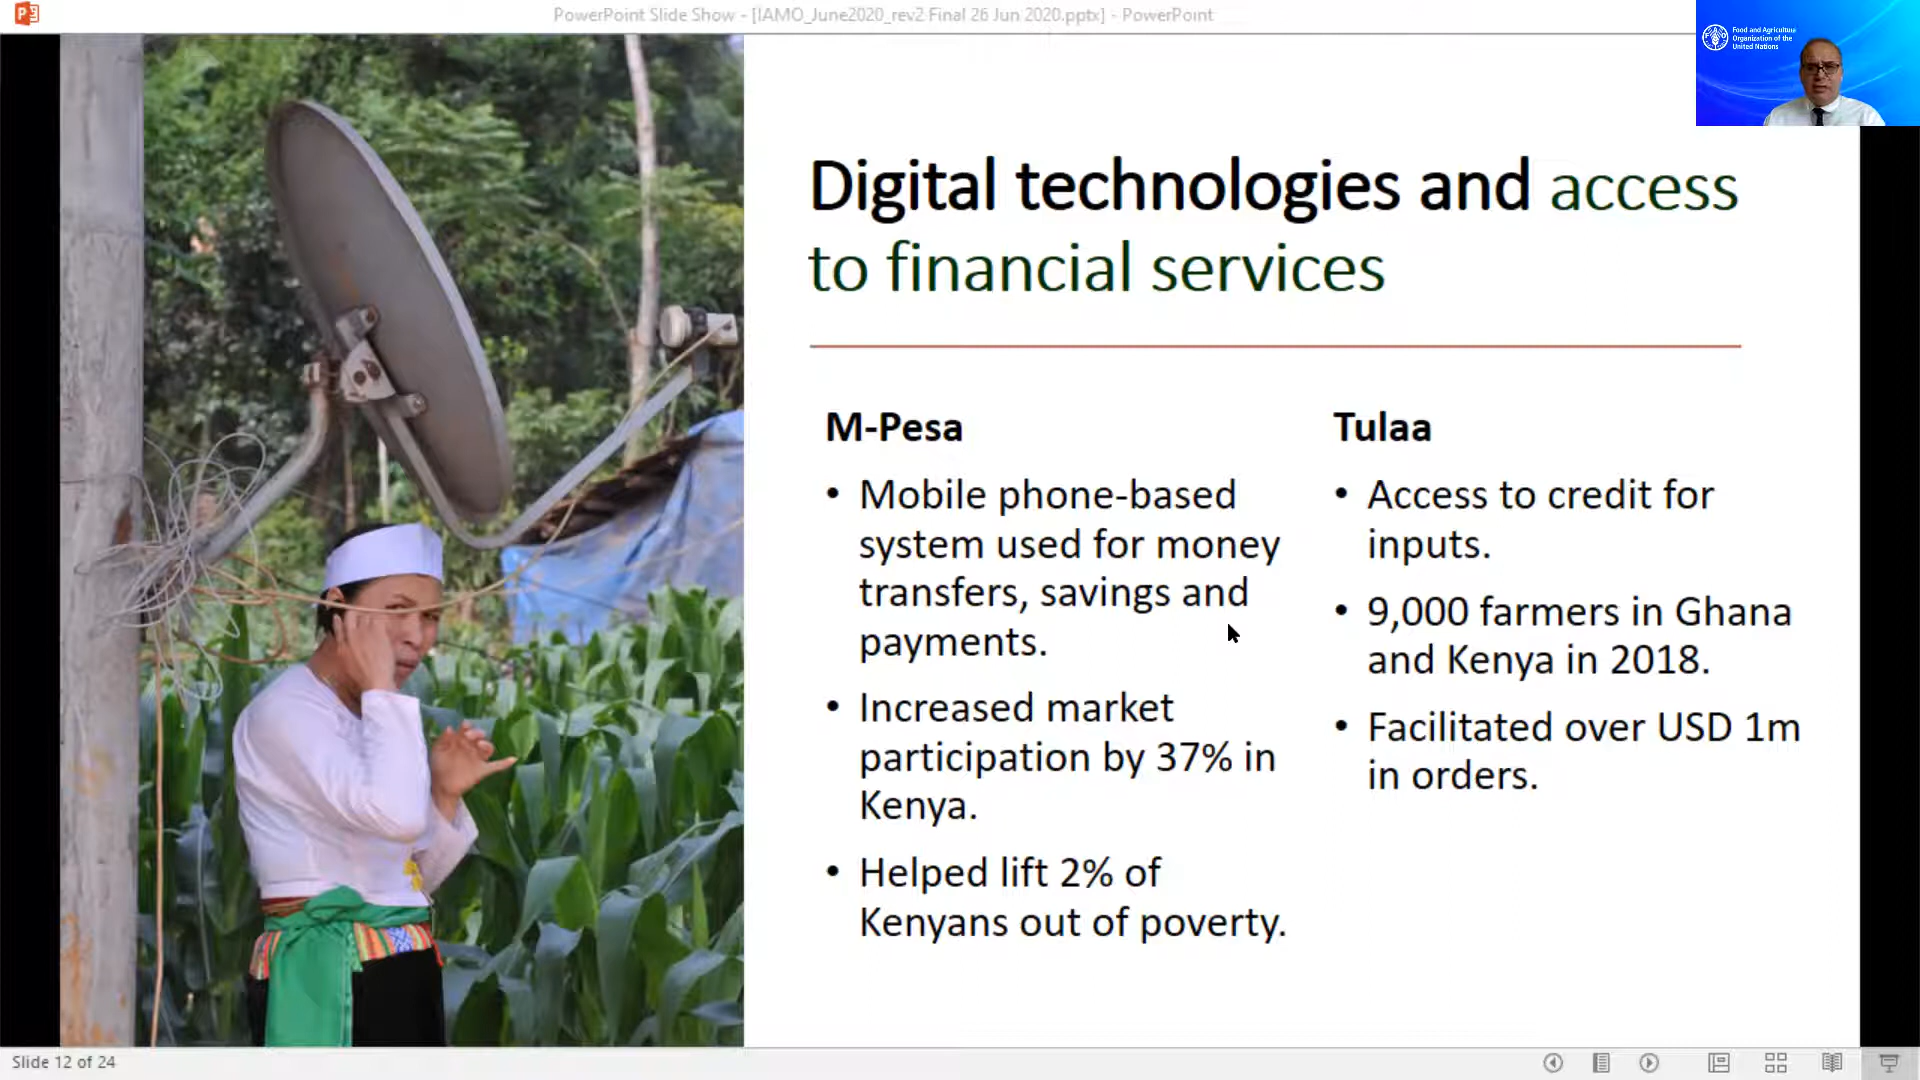 PowerPoint Slide Show - [IAMO_June2020_rev2 Final 26 Jun 2020.pptx] - PowerPoint
Food and Agriculture
Organization of the
United Nations
Digital technologies and access
to financial services
M-Pesa
• Mobile phone-based
system used for money
transfers, savings and
payments.
• Increased market
participation by 37% in
Kenya.
• Helped lift 2% of
Kenyans out of poverty.
Tulaa
• Access to credit for
inputs.
• 9,000 farmers in Ghana
and Kenya in 2018.
• Facilitated over USD 1m
in orders.
Slide 12 of 24